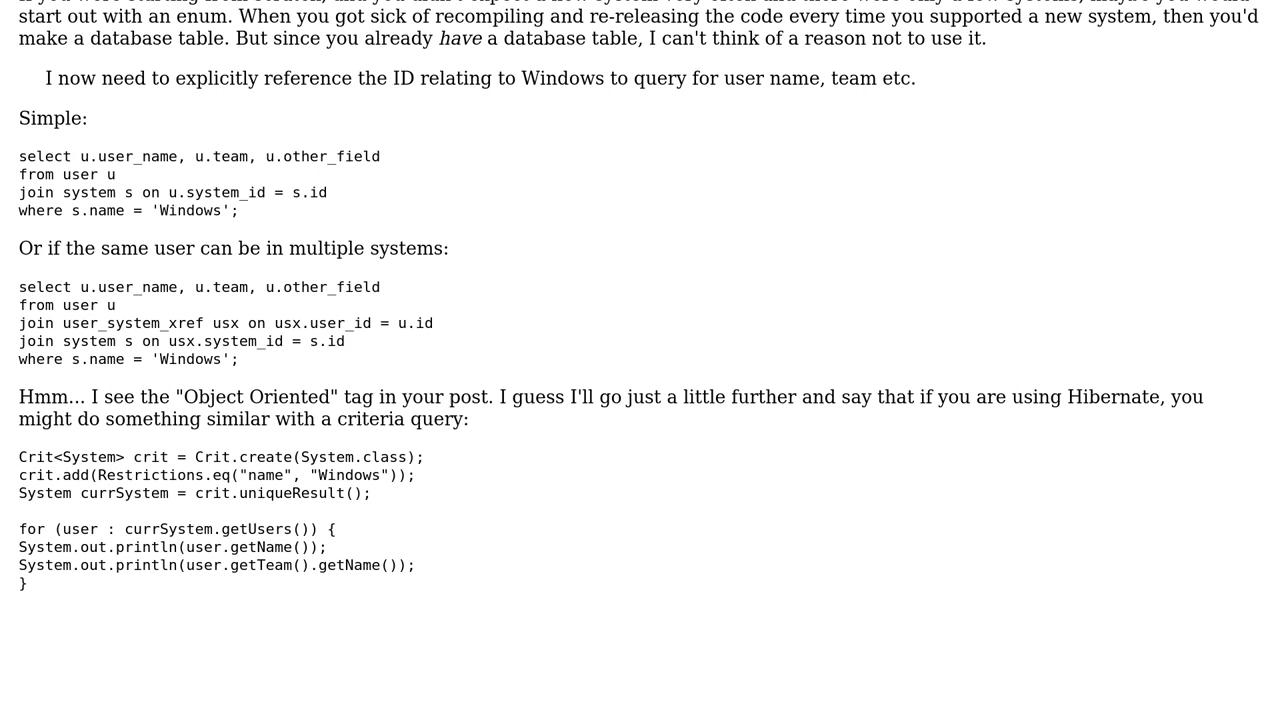 start out with an enum. When you got sick of recompiling and re-releasing the code every time you supported a new system, then you'd
make a database table. But since you already have a database table, I can't think of a reason not to use it.
I now need to explicitly reference the ID relating to Windows to query for user name, team etc.
Simple:
select u.user_name, u.team, u.other_field
from user u
join system s on u.system_id = s.id
where s.name = 'Windows';
Or if the same user can be in multiple systems:
select u.user_name, u.team, u.other_field
from user u
join user_system_xref usx on usx.user_id = u.id
join system s on usx.system_id = s.id
where s.name = 'Windows';
Hmm... I see the "Object Oriented" tag in your post. I guess I'll go just a little further and say that if you are using Hibernate, you
might do something similar with a criteria query:
Crit<System> crit = Crit.create(System.class);
crit.add(Restrictions.eq("name", "Windows"));
System currSystem = crit.uniqueResult();
for (user : currSystem.getUsers()) {
System.out.println(user.getName());
System.out.println(user.getTeam().getName());
}